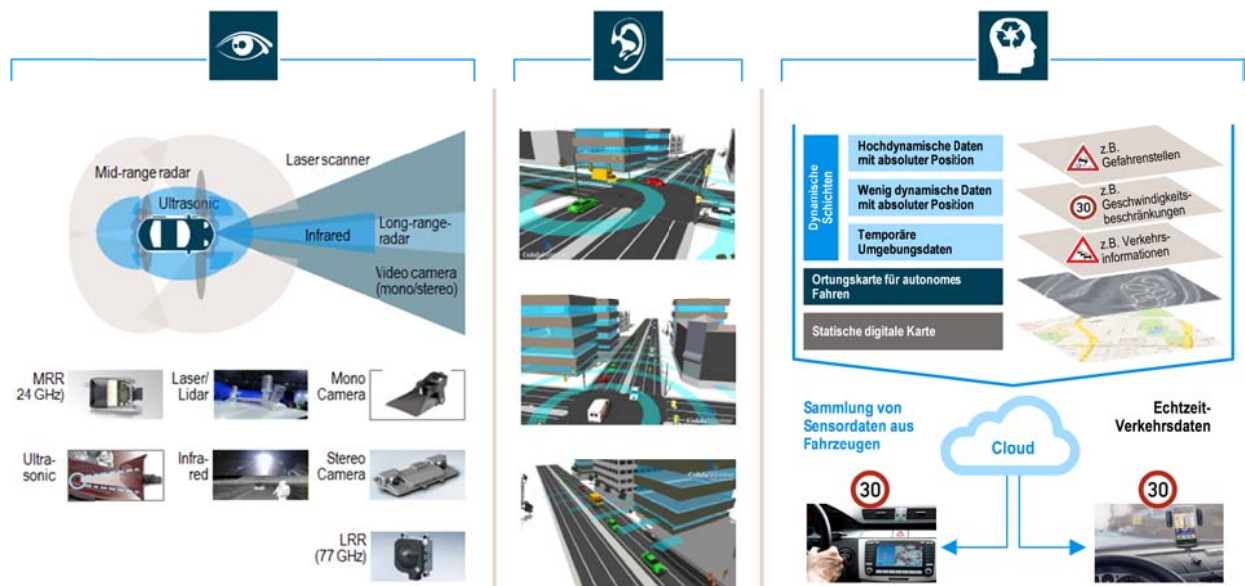 Laser scanner
Mid-range radar
Ultrasonic
Infrared
Long-range-
radar
Video camera
(mono/stereo)
MRR
24 GHz)
Laser/
Lidar
Mono
Camera
Ultra-
sonic
Infra-
red
Stereo
Camera
LRR
(77 GHz)
Dynamische
Schichten
Hochdynamische Daten
mit absoluter Position
z.B.
Gefahrenstellen
Wenig dynamische Daten
mit absoluter Position
30
z.B.
Geschwindigkeits
beschränkungen
Temporäre
Umgebungsdaten
z.B. Verkehrs-
informationen
Ortungskarte für autonomes
Fahren
Statische digitale Karte
Sammlung von
Sensordaten aus
Fahrzeugen
Cloud
Echtzeit-
Verkehrsdaten
30
30